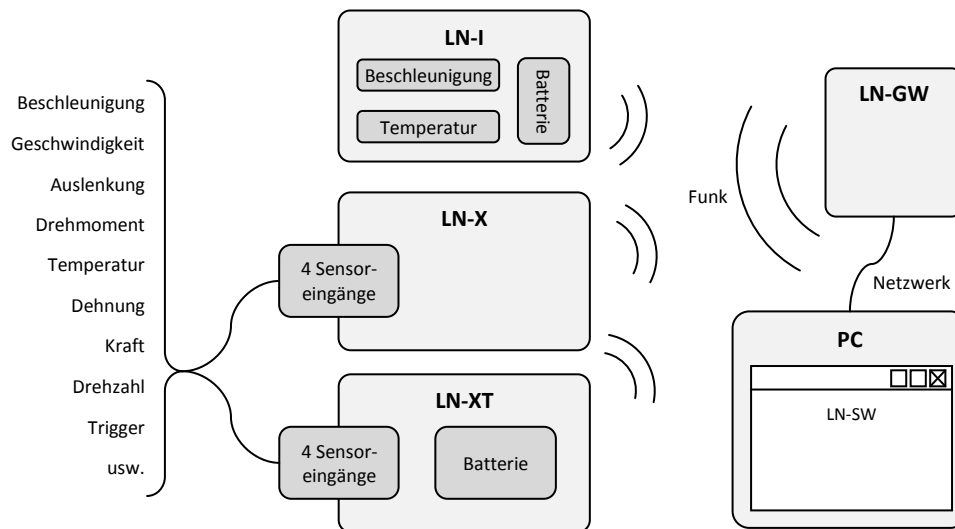 Beschleunigung
Geschwindigkeit
Auslenkung
Drehmoment
Temperatur
Dehnung
Kraft
Drehzahl
Trigger
usw.
LN-I
Beschleunigung
Temperatur
Batterie
LN-X
4 Sensor-
eingänge
LN-XT
4 Sensor-
eingänge
Batterie
Funk
LN-GW
Netzwerk
PC
LN-SW